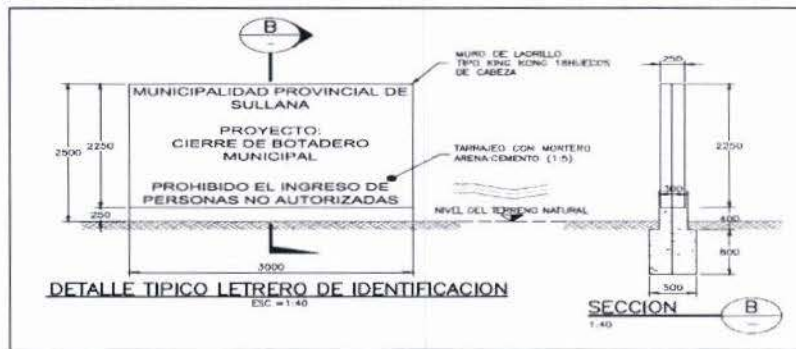 B
250
MURO DE LADRILLO
TIPO KING KONG 18HUECOS
DE CABEZA
MUNICIPALIDAD PROVINCIAL DE
SULLANA
PROYECTO:
CIERRE DE BOTADERO
MUNICIPAL
PROHIBIDO EL INGRESO DE
PERSONAS NO AUTORIZADAS
2500
2250
250
TARRAJEO CON MORTERO
ARENA:CEMENTO (1:5)
NIVEL DEL TERRENO NATURAL
2250
300
400
3000
500
DETALLE TIPICO LETRERO DE IDENTIFICACION
ESC =1:40
SECCION
1:40
B